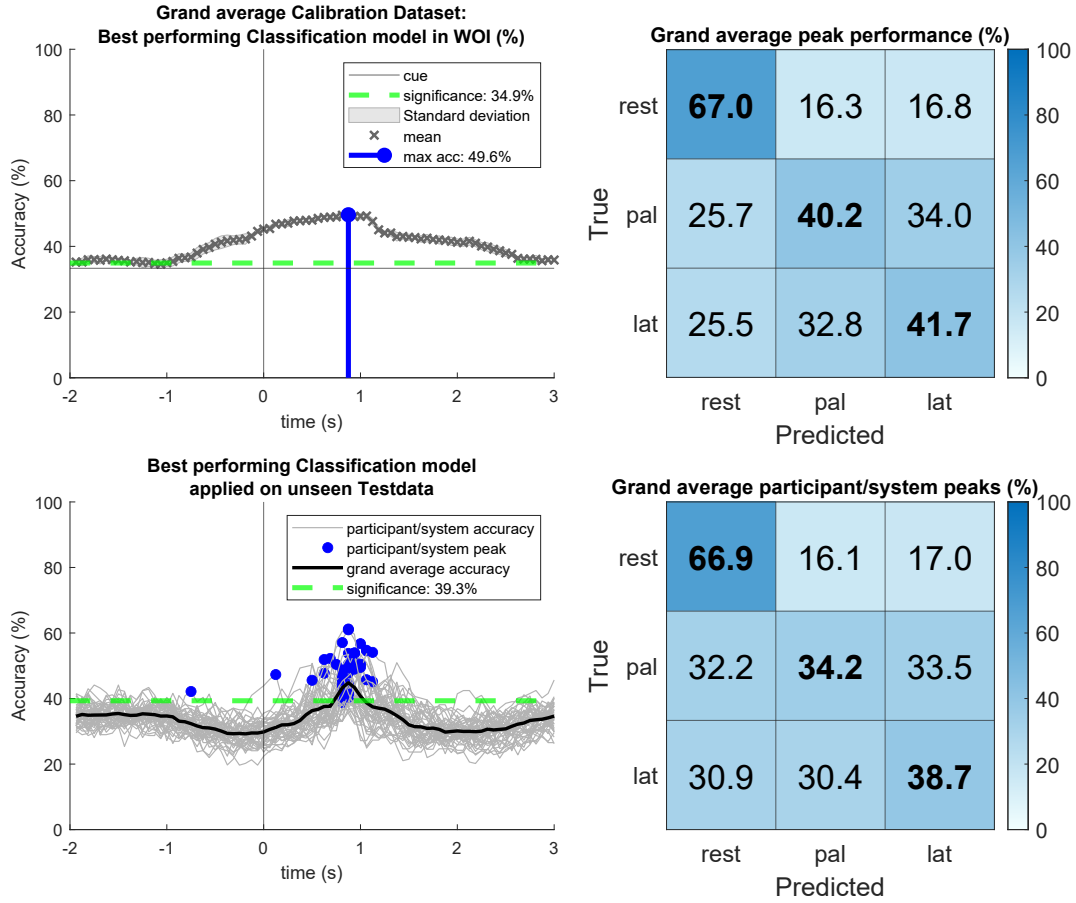 Grand average Calibration Dataset:
Best performing Classification model in WOI (%)
100
80
60
40
20
0
Accuracy (%)
-2
-1
0
1
2
3
time (s)
cue
significance: 34.9%
Standard deviation
mean
max acc: 49.6%
Grand average peak performance (%)
rest
pal
lat
True
67.0
16.3
16.8
25.7
40.2
34.0
25.5
32.8
41.7
rest
pal
lat
Predicted
100
80
60
40
20
0
Best performing Classification model
applied on unseen Testdata
100
80
60
40
20
0
Accuracy (%)
-2
-1
0
1
2
3
time (s)
participant/system accuracy
participant/system peak
grand average accuracy
significance: 39.3%
Grand average participant/system peaks (%)
rest
pal
lat
True
66.9
16.1
17.0
32.2
34.2
33.5
30.9
30.4
38.7
rest
pal
lat
Predicted
100
80
60
40
20
0